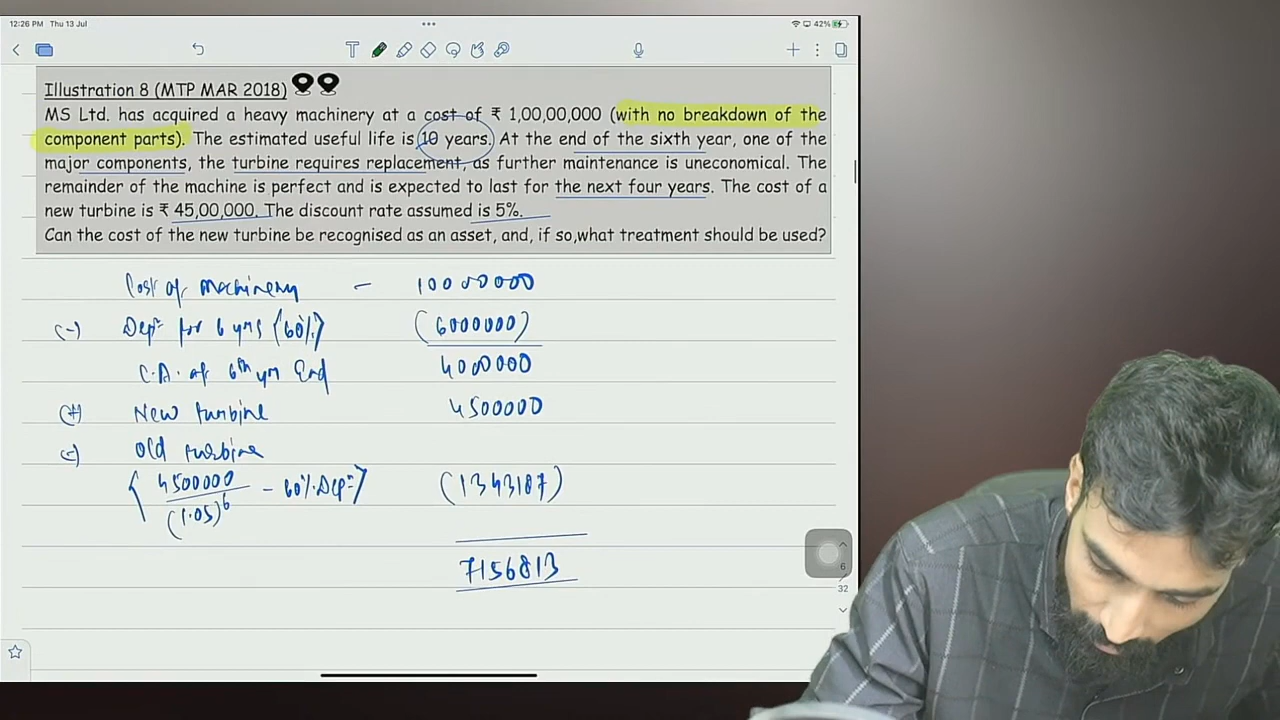 12:26 PM Thu 13 Jul
42%
Illustration 8 (MTP MAR 2018)
MS Ltd. has acquired a heavy machinery at a cost of ₹ 1,00,00,000 (with no breakdown of the
component parts). The estimated useful life is 10 years. At the end of the sixth year, one of the
major components, the turbine requires replacement, as further maintenance is uneconomical. The
remainder of the machine is perfect and is expected to last for the next four years. The cost of a
new turbine is ₹ 45,00,000. The discount rate assumed is 5%.
Can the cost of the new turbine be recognised as an asset, and, if so,what treatment should be used?
Cost of machinery - 10000000
(-) Depn for 6 yrs (60%) (6000000)
C.A. of 6th yr End 4000000
(+) New turbine 4500000
(-) Old turbine
{ 4500000 / (1.05)^6 - 60% Depn } (1343187)
7156813
6
32